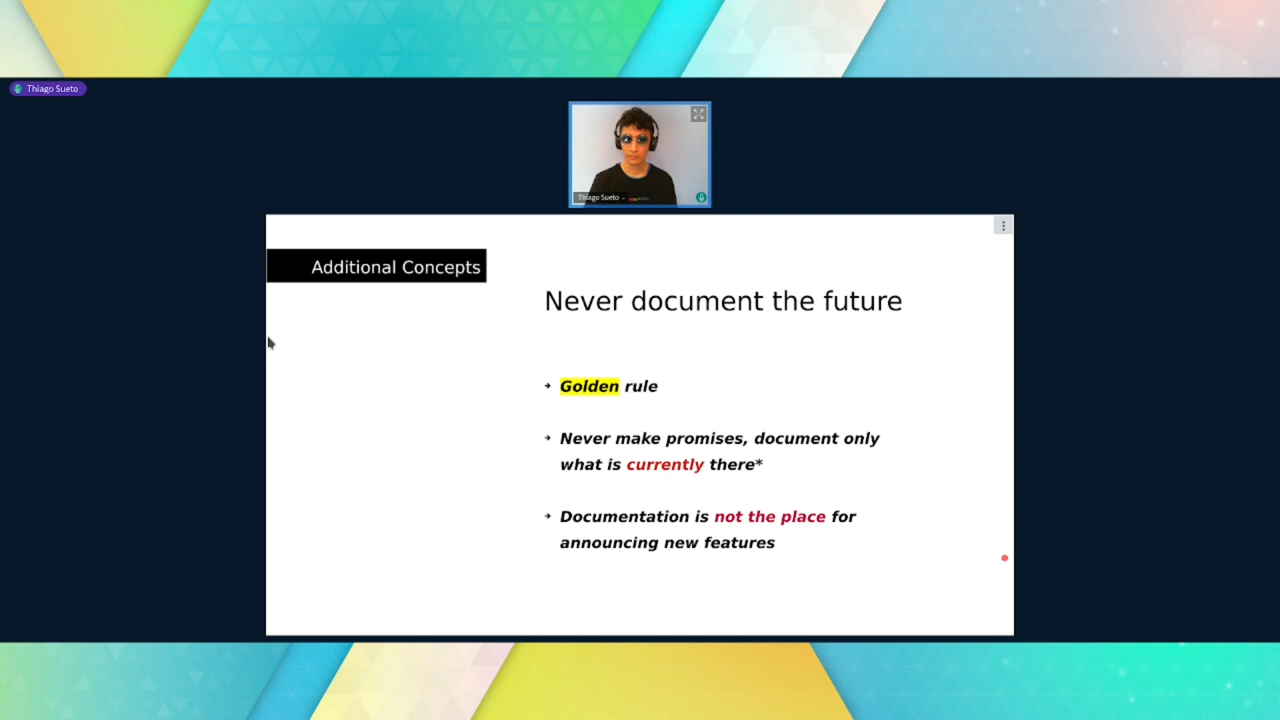 Thiago Sueto
Thiago Sueto
Additional Concepts
Never document the future
Golden rule
Never make promises, document only
what is currently there*
Documentation is not the place for
announcing new features